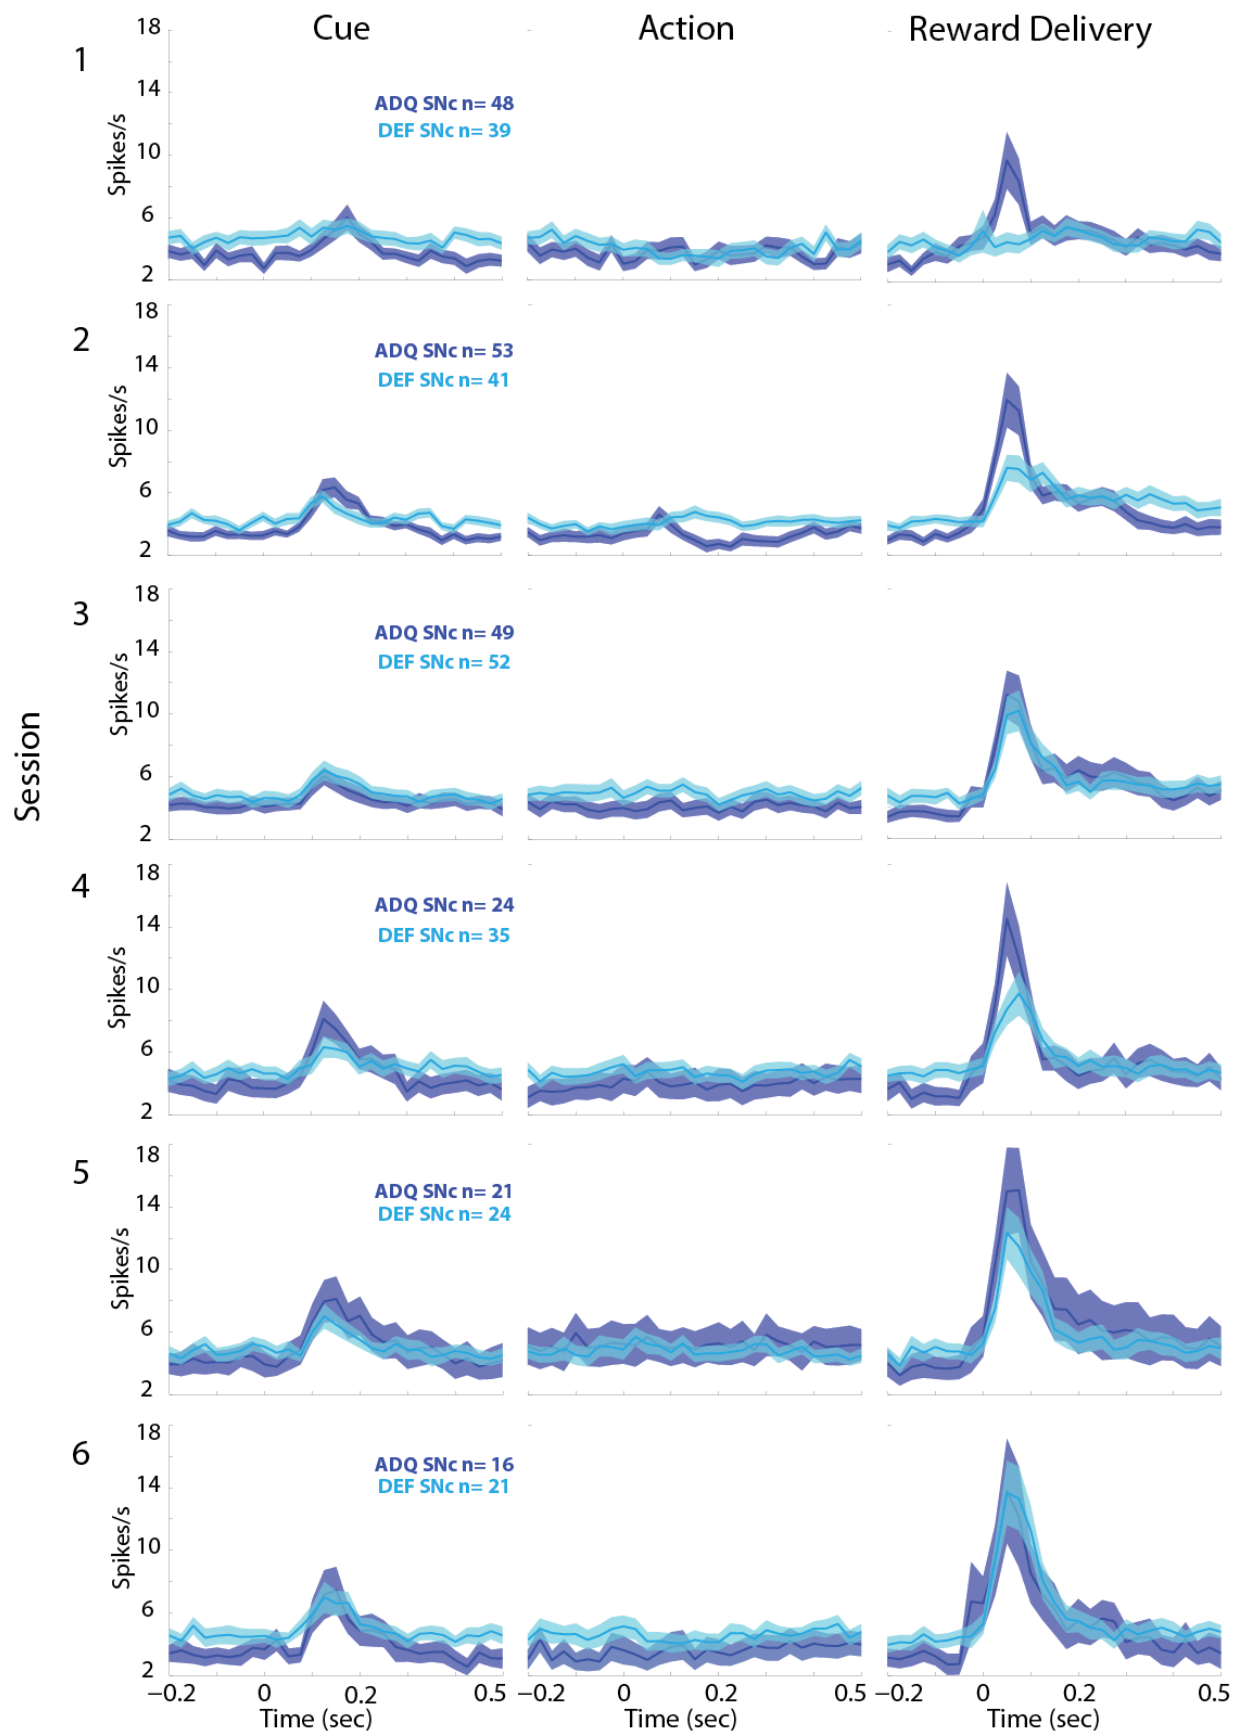 Cue Action Reward Delivery
1
18
14
10
6
2
Spikes/s
ADQ SNc n= 48
DEF SNc n= 39
2
18
14
10
6
2
Spikes/s
ADQ SNc n= 53
DEF SNc n= 41
3
18
14
10
6
2
Spikes/s
ADQ SNc n= 49
DEF SNc n= 52
Session
4
18
14
10
6
2
Spikes/s
ADQ SNc n= 24
DEF SNc n= 35
5
18
14
10
6
2
Spikes/s
ADQ SNc n= 21
DEF SNc n= 24
6
18
14
10
6
2
Spikes/s
ADQ SNc n= 16
DEF SNc n= 21
−0.2 0 0.2 0.5 −0.2 0 0.2 0.5 −0.2 0 0.2 0.5
Time (sec) Time (sec) Time (sec)